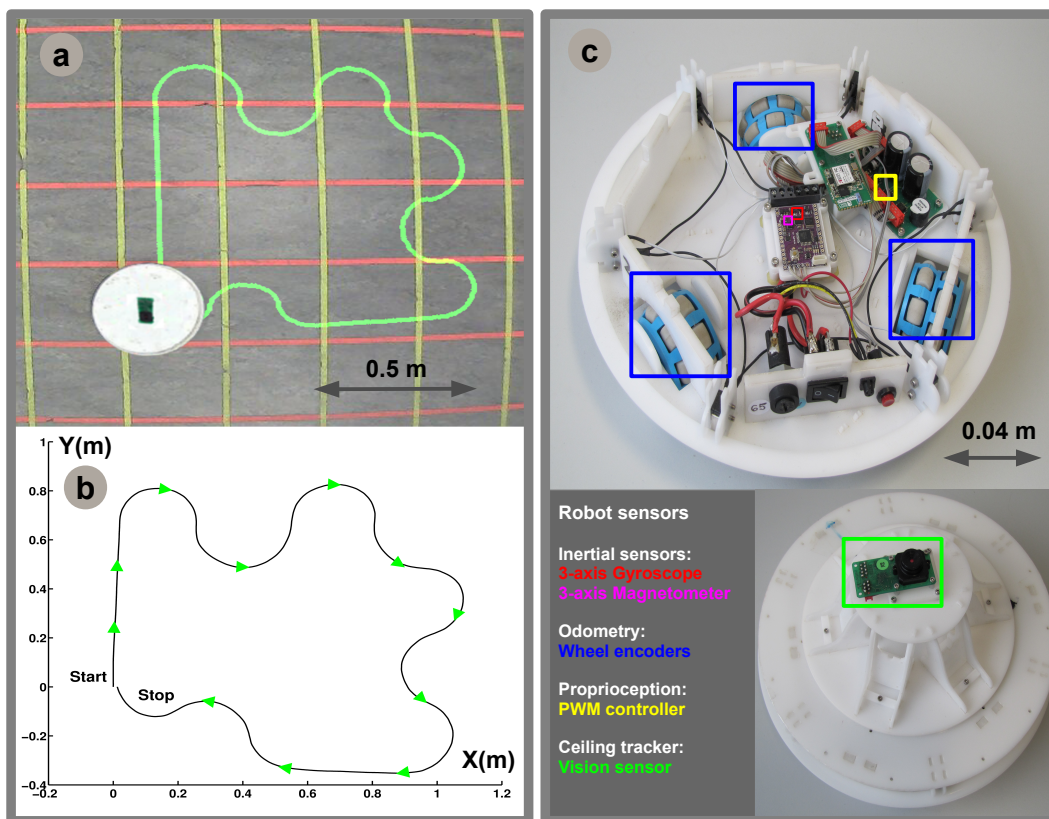 a
0.5 m
b
Y(m)
1
0.8
0.6
0.4
0.2
0
-0.2
-0.4
Start
Stop
X(m)
-0.2
0
0.2
0.4
0.6
0.8
1
1.2
c
65
0.04 m
Robot sensors
Inertial sensors:
3-axis Gyroscope
3-axis Magnetometer
Odometry:
Wheel encoders
Proprioception:
PWM controller
Ceiling tracker:
Vision sensor